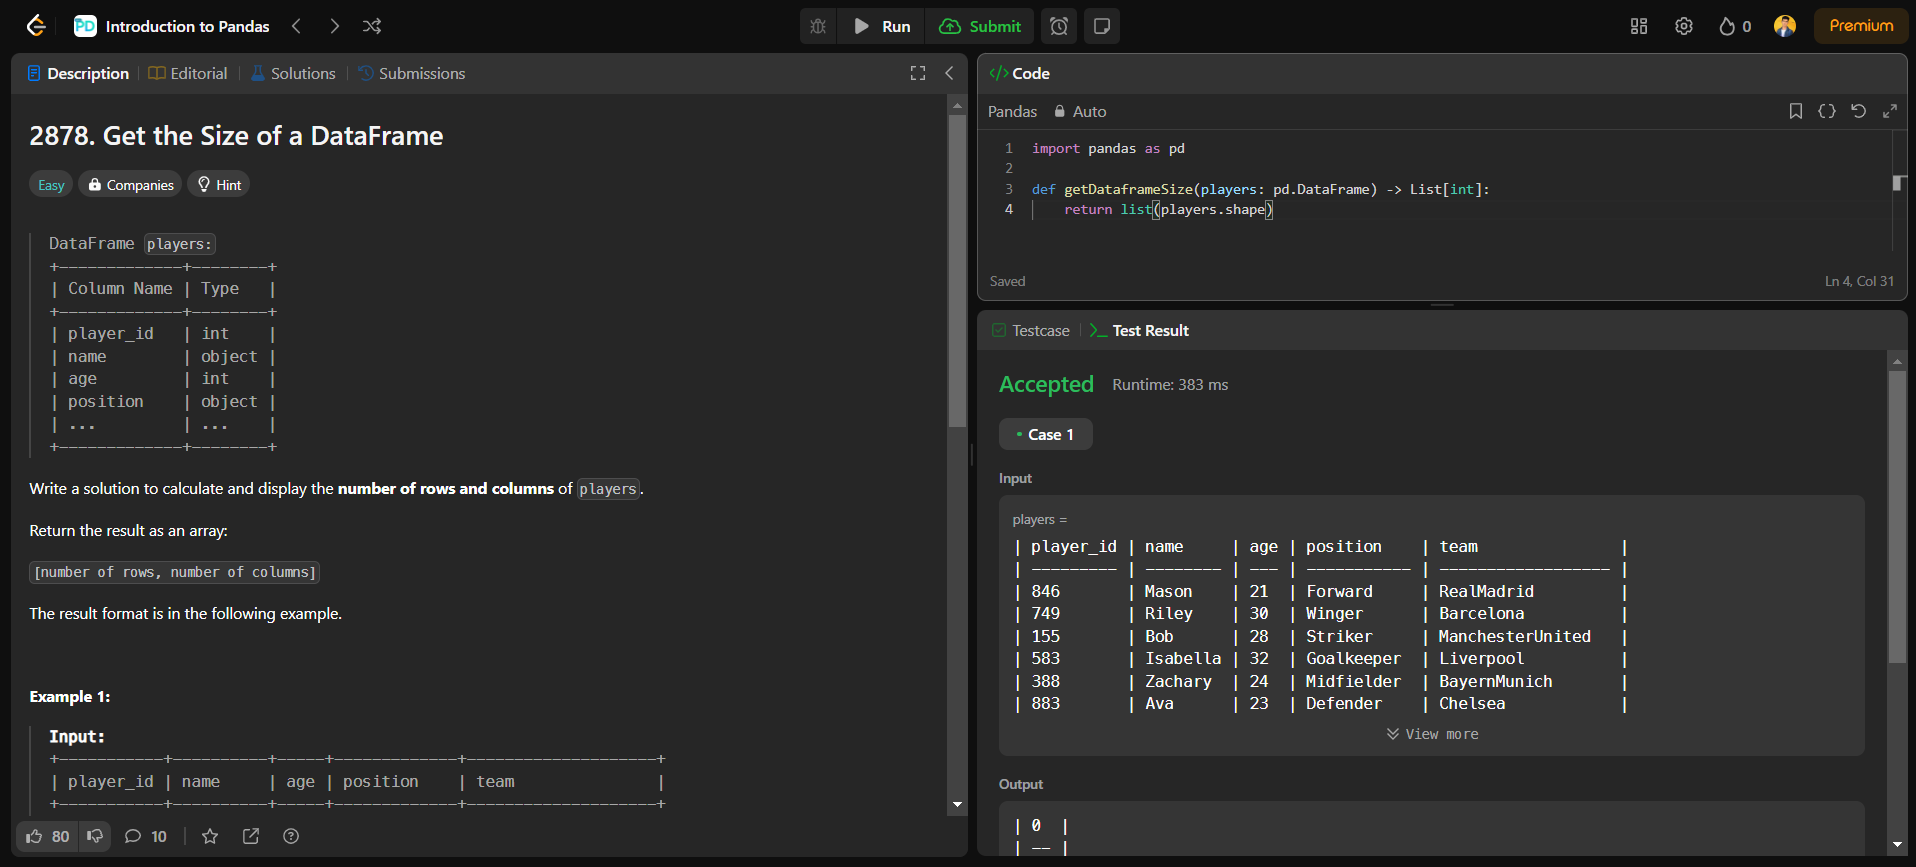 PD Introduction to Pandas
Run
Submit
0
Premium
Description
Editorial
Solutions
Submissions
2878. Get the Size of a DataFrame
Easy
Companies
Hint
DataFrame players:
+-------------+--------+
| Column Name | Type   |
+-------------+--------+
| player_id   | int    |
| name        | object |
| age         | int    |
| position    | object |
| ...         | ...    |
+-------------+--------+
Write a solution to calculate and display the number of rows and columns of players.
Return the result as an array:
[number of rows, number of columns]
The result format is in the following example.
Example 1:
Input:
+-----------+----------+-----+-------------+--------------------+
| player_id | name     | age | position    | team               |
+-----------+----------+-----+-------------+--------------------+
80
10
</> Code
Pandas
Auto
1 import pandas as pd
2
3 def getDataframeSize(players: pd.DataFrame) -> List[int]:
4     return list(players.shape)
Saved
Ln 4, Col 31
Testcase
>_ Test Result
Accepted Runtime: 383 ms
• Case 1
Input
players =
| player_id | name     | age | position    | team               |
| --------- | -------- | --- | ----------- | ------------------ |
| 846       | Mason    | 21  | Forward     | RealMadrid         |
| 749       | Riley    | 30  | Winger      | Barcelona          |
| 155       | Bob      | 28  | Striker     | ManchesterUnited   |
| 583       | Isabella | 32  | Goalkeeper  | Liverpool          |
| 388       | Zachary  | 24  | Midfielder  | BayernMunich       |
| 883       | Ava      | 23  | Defender    | Chelsea            |
View more
Output
| 0  |
| -- |